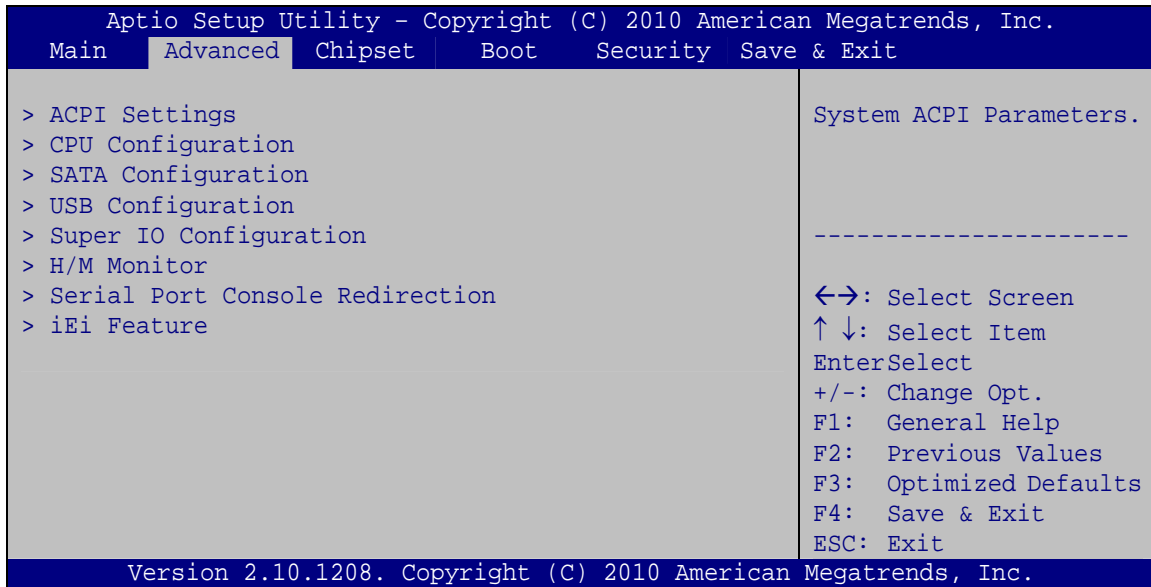 Aptio Setup Utility – Copyright (C) 2010 American Megatrends, Inc.
Main Advanced Chipset Boot Security Save & Exit
> ACPI Settings
> CPU Configuration
> SATA Configuration
> USB Configuration
> Super IO Configuration
> H/M Monitor
> Serial Port Console Redirection
> iEi Feature
System ACPI Parameters.
----------------------
←→: Select Screen
↑ ↓: Select Item
EnterSelect
+/-: Change Opt.
F1: General Help
F2: Previous Values
F3: Optimized Defaults
F4: Save & Exit
ESC: Exit
Version 2.10.1208. Copyright (C) 2010 American Megatrends, Inc.